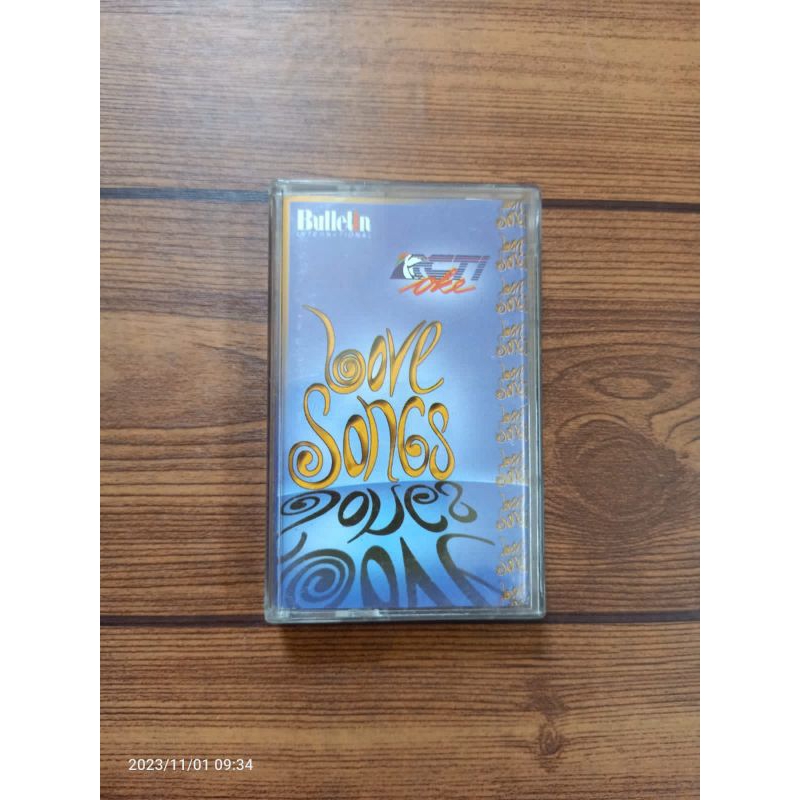 Bulletin
INTERNATIONAL
RCTI
oke
Love
Songs
2023/11/01 09:34